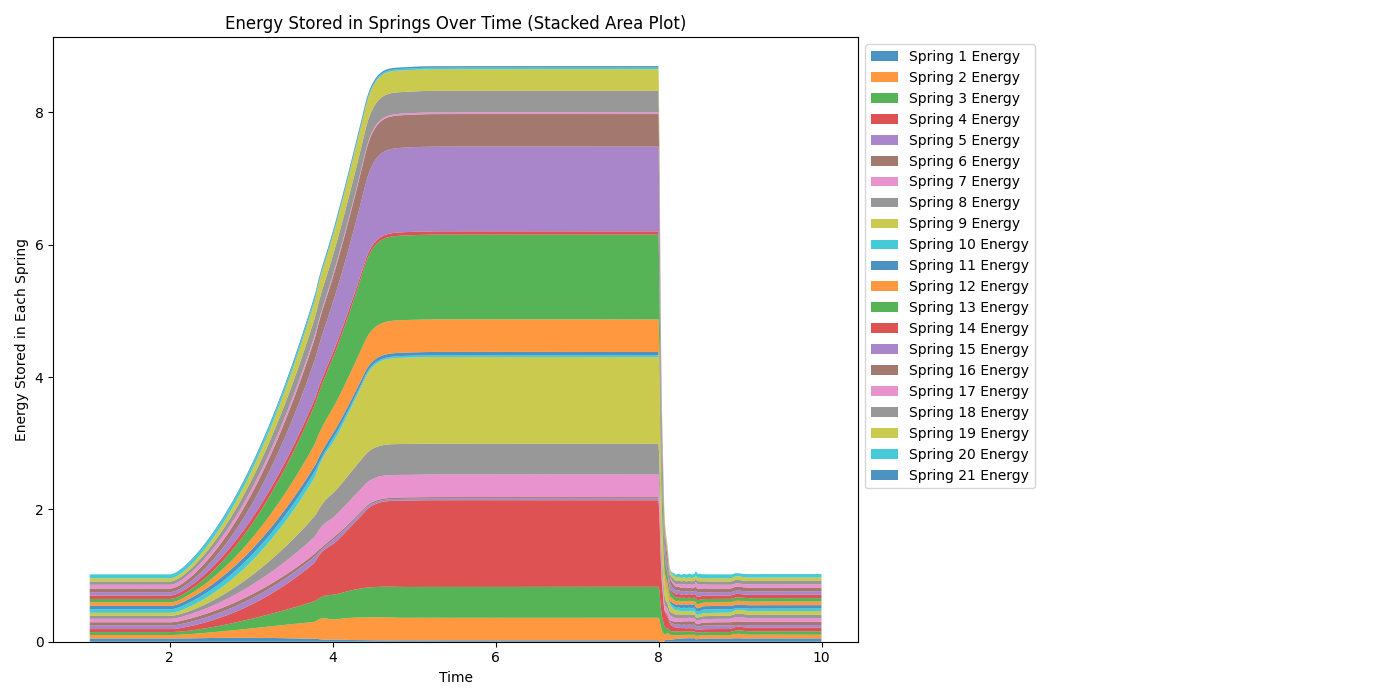 Energy Stored in Springs Over Time (Stacked Area Plot)
Energy Stored in Each Spring
8
6
4
2
0
2 4 6 8 10
Time
Spring 1 Energy
Spring 2 Energy
Spring 3 Energy
Spring 4 Energy
Spring 5 Energy
Spring 6 Energy
Spring 7 Energy
Spring 8 Energy
Spring 9 Energy
Spring 10 Energy
Spring 11 Energy
Spring 12 Energy
Spring 13 Energy
Spring 14 Energy
Spring 15 Energy
Spring 16 Energy
Spring 17 Energy
Spring 18 Energy
Spring 19 Energy
Spring 20 Energy
Spring 21 Energy